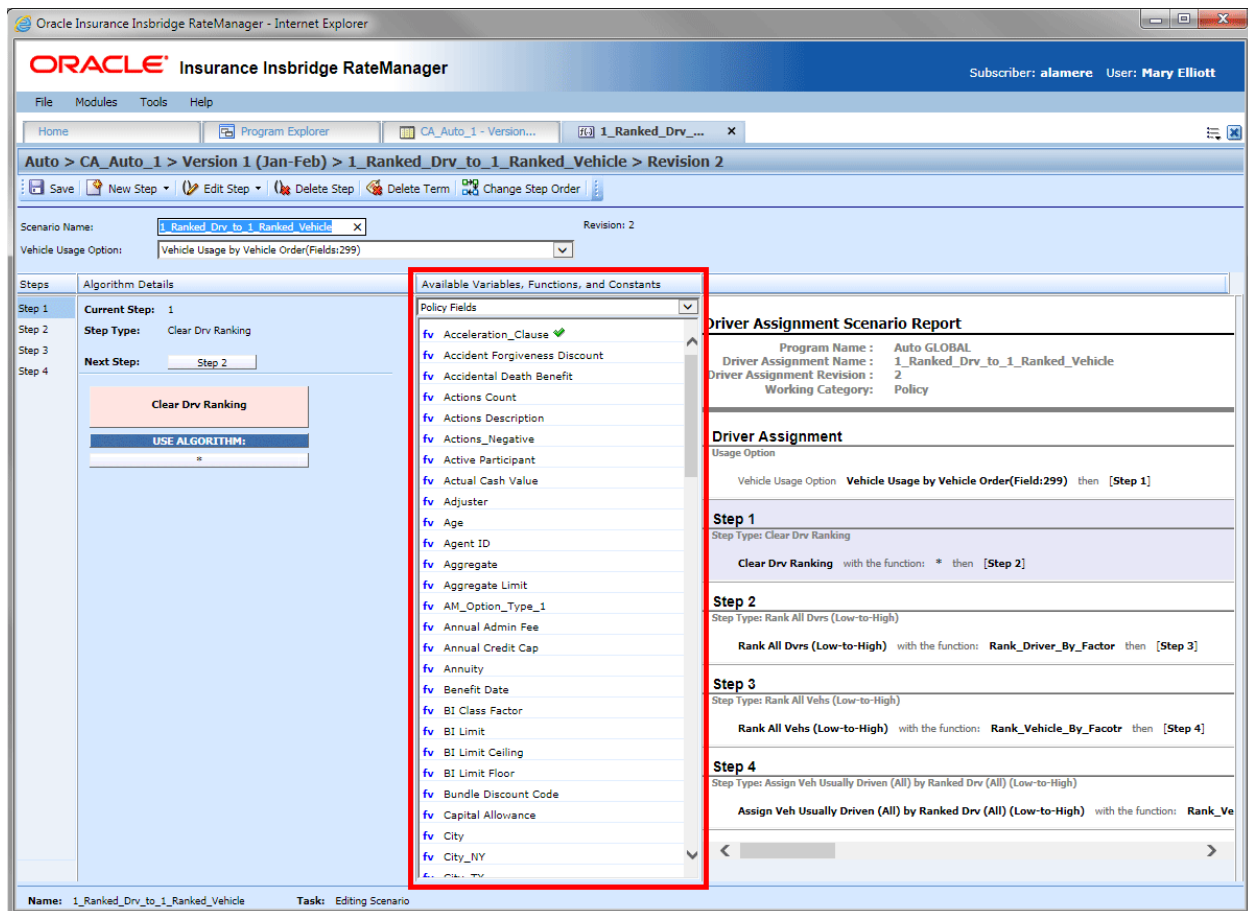 Oracle Insurance Insbridge RateManager - Internet Explorer
ORACLE Insurance Insbridge RateManager
Subscriber: alamere User: Mary Elliott
File Modules Tools Help
Home
Program Explorer
CA_Auto_1 - Version...
f(x) 1_Ranked_Drv_... X
Auto > CA_Auto_1 > Version 1 (Jan-Feb) > 1_Ranked_Drv_to_1_Ranked_Vehicle > Revision 2
Save New Step Edit Step Delete Step Delete Term Change Step Order
Scenario Name: 1_Ranked_Drv_to_1_Ranked_Vehicle X
Revision: 2
Vehicle Usage Option: Vehicle Usage by Vehicle Order(Fields:299)
Steps
Step 1
Step 2
Step 3
Step 4
Algorithm Details
Current Step: 1
Step Type: Clear Drv Ranking
Next Step: Step 2
Clear Drv Ranking
USE ALGORITHM:
*
Available Variables, Functions, and Constants
Policy Fields
fv Acceleration_Clause
fv Accident Forgiveness Discount
fv Accidental Death Benefit
fv Actions Count
fv Actions Description
fv Actions_Negative
fv Active Participant
fv Actual Cash Value
fv Adjuster
fv Age
fv Agent ID
fv Aggregate
fv Aggregate Limit
fv AM_Option_Type_1
fv Annual Admin Fee
fv Annual Credit Cap
fv Annuity
fv Benefit Date
fv BI Class Factor
fv BI Limit
fv BI Limit Ceiling
fv BI Limit Floor
fv Bundle Discount Code
fv Capital Allowance
fv City
fv City_NY
fv City_TX
Driver Assignment Scenario Report
Program Name : Auto GLOBAL
Driver Assignment Name : 1_Ranked_Drv_to_1_Ranked_Vehicle
Driver Assignment Revision : 2
Working Category: Policy
Driver Assignment
Usage Option
Vehicle Usage Option Vehicle Usage by Vehicle Order(Field:299) then [Step 1]
Step 1
Step Type: Clear Drv Ranking
Clear Drv Ranking with the function: * then [Step 2]
Step 2
Step Type: Rank All Dvrs (Low-to-High)
Rank All Dvrs (Low-to-High) with the function: Rank_Driver_By_Factor then [Step 3]
Step 3
Step Type: Rank All Vehs (Low-to-High)
Rank All Vehs (Low-to-High) with the function: Rank_Vehicle_By_Facotr then [Step 4]
Step 4
Step Type: Assign Veh Usually Driven (All) by Ranked Drv (All) (Low-to-High)
Assign Veh Usually Driven (All) by Ranked Drv (All) (Low-to-High) with the function: Rank_Ve
Name: 1_Ranked_Drv_to_1_Ranked_Vehicle Task: Editing Scenario